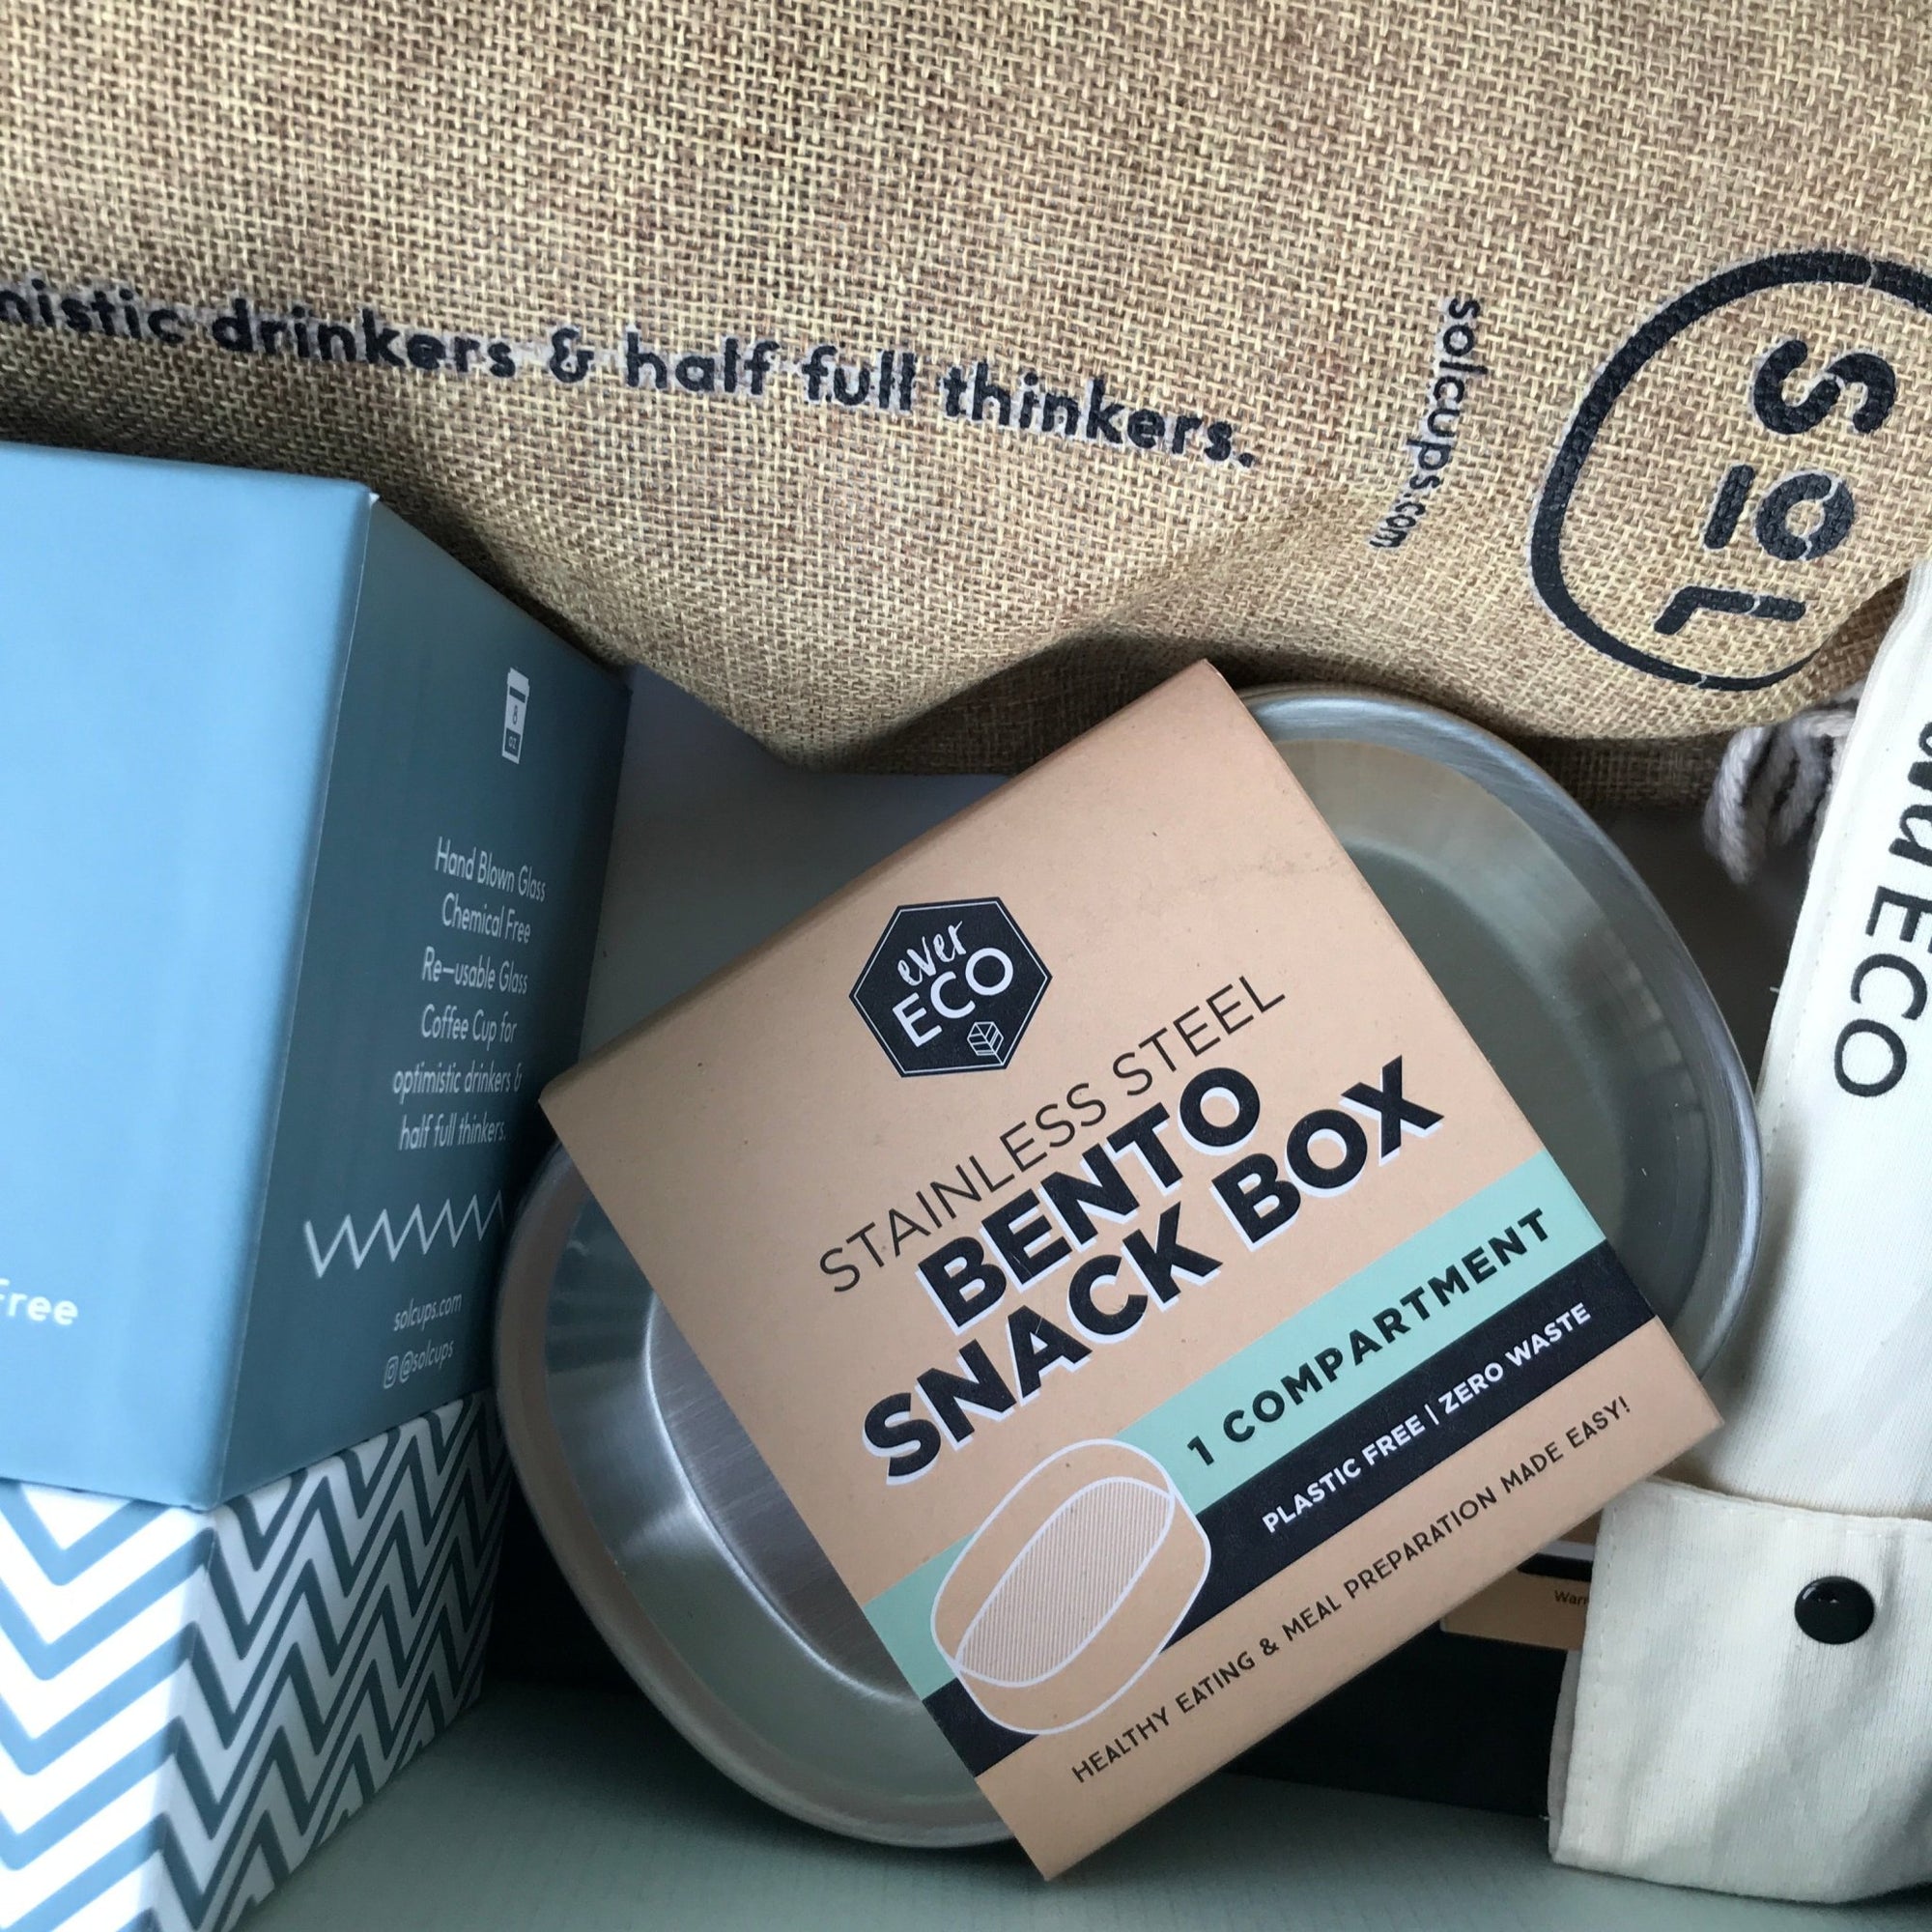 drinkers & half full thinkers.
solcups.com
SOL
8
oz
Hand Blown Glass
Chemical Free
Re-usable Glass
Coffee Cup for
optimistic drinkers &
half full thinkers.
solcups.com
@solcups
Free
ever
ECO
STAINLESS STEEL
BENTO
SNACK BOX
1 COMPARTMENT
PLASTIC FREE | ZERO WASTE
HEALTHY EATING & MEAL PREPARATION MADE EASY!
ECO